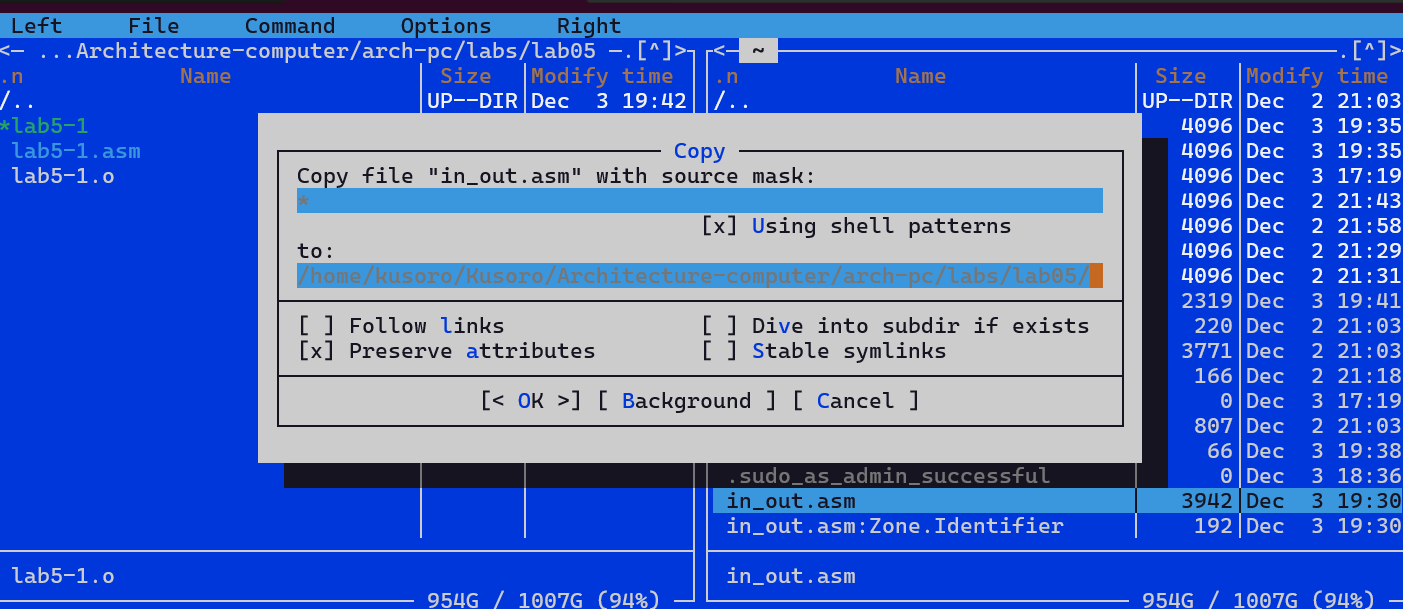 Left File Command Options Right
<─ ...Architecture-computer/arch-pc/labs/lab05 ─.[^]> <─ ~ .[^]>
.n Name Size Modify time .n Name Size Modify time
/.. UP--DIR Dec 3 19:42 /.. UP--DIR Dec 2 21:03
*lab5-1 4096 Dec 3 19:35
lab5-1.asm Copy 4096 Dec 3 19:35
lab5-1.o Copy file "in_out.asm" with source mask: 4096 Dec 3 17:19
* 4096 Dec 2 21:43
[x] Using shell patterns 4096 Dec 2 21:58
to: 4096 Dec 2 21:29
/home/kusoro/Kusoro/Architecture-computer/arch-pc/labs/lab05/ 4096 Dec 2 21:31
2319 Dec 3 19:41
[ ] Follow links [ ] Dive into subdir if exists 220 Dec 2 21:03
[x] Preserve attributes [ ] Stable symlinks 3771 Dec 2 21:03
166 Dec 2 21:18
[< OK >] [ Background ] [ Cancel ] 0 Dec 3 17:19
807 Dec 2 21:03
66 Dec 3 19:38
.sudo_as_admin_successful 0 Dec 3 18:36
in_out.asm 3942 Dec 3 19:30
in_out.asm:Zone.Identifier 192 Dec 3 19:30
lab5-1.o in_out.asm
954G / 1007G (94%) 954G / 1007G (94%)